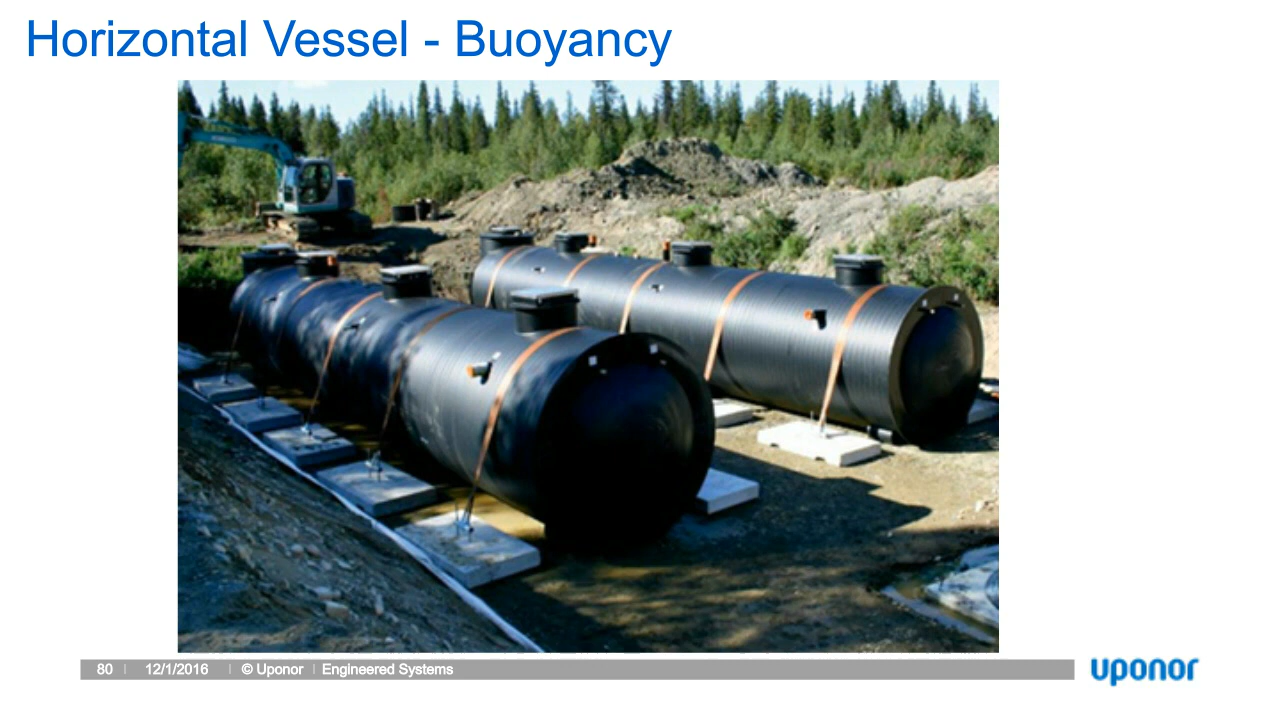 Horizontal Vessel - Buoyancy
80 | 12/1/2016 | © Uponor | Engineered Systems
uponor